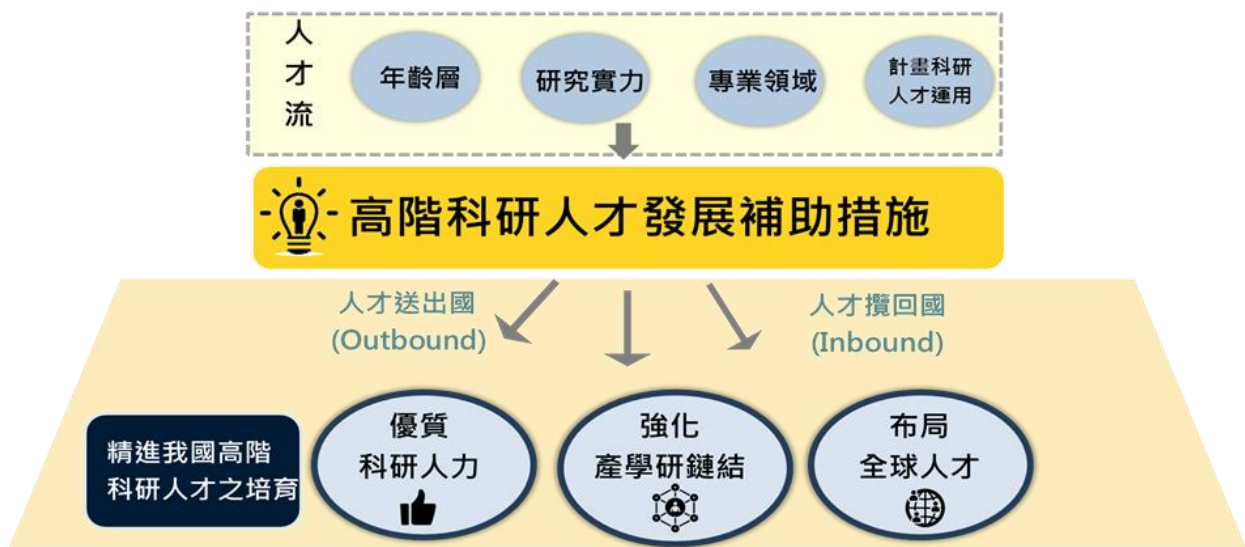 人才流
年齡層
研究實力
專業領域
計畫科研
人才運用
高階科研人才發展補助措施
人才送出國
(Outbound)
人才攬回國
(Inbound)
精進我國高階
科研人才之培育
優質
科研人力
強化
產學研鏈結
布局
全球人才